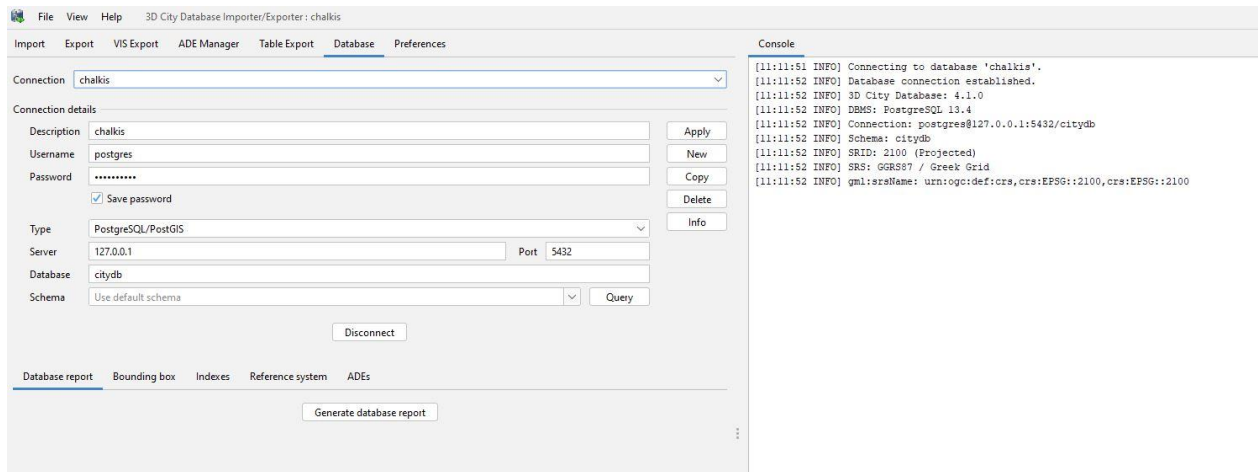 File View Help 3D City Database Importer/Exporter : chalkis
Import Export VIS Export ADE Manager Table Export Database Preferences
Connection chalkis
Connection details
Description chalkis Apply
Username postgres New
Password •••••••••• Copy
Save password Delete
Info
Type PostgreSQL/PostGIS
Server 127.0.0.1 Port 5432
Database citydb
Schema Use default schema Query
Disconnect
Database report Bounding box Indexes Reference system ADEs
Generate database report
Console
[11:11:51 INFO] Connecting to database 'chalkis'.
[11:11:52 INFO] Database connection established.
[11:11:52 INFO] 3D City Database: 4.1.0
[11:11:52 INFO] DBMS: PostgreSQL 13.4
[11:11:52 INFO] Connection: postgres@127.0.0.1:5432/citydb
[11:11:52 INFO] Schema: citydb
[11:11:52 INFO] SRID: 2100 (Projected)
[11:11:52 INFO] SRS: GGRS87 / Greek Grid
[11:11:52 INFO] gml:srsName: urn:ogc:def:crs,crs:EPSG::2100,crs:EPSG::2100